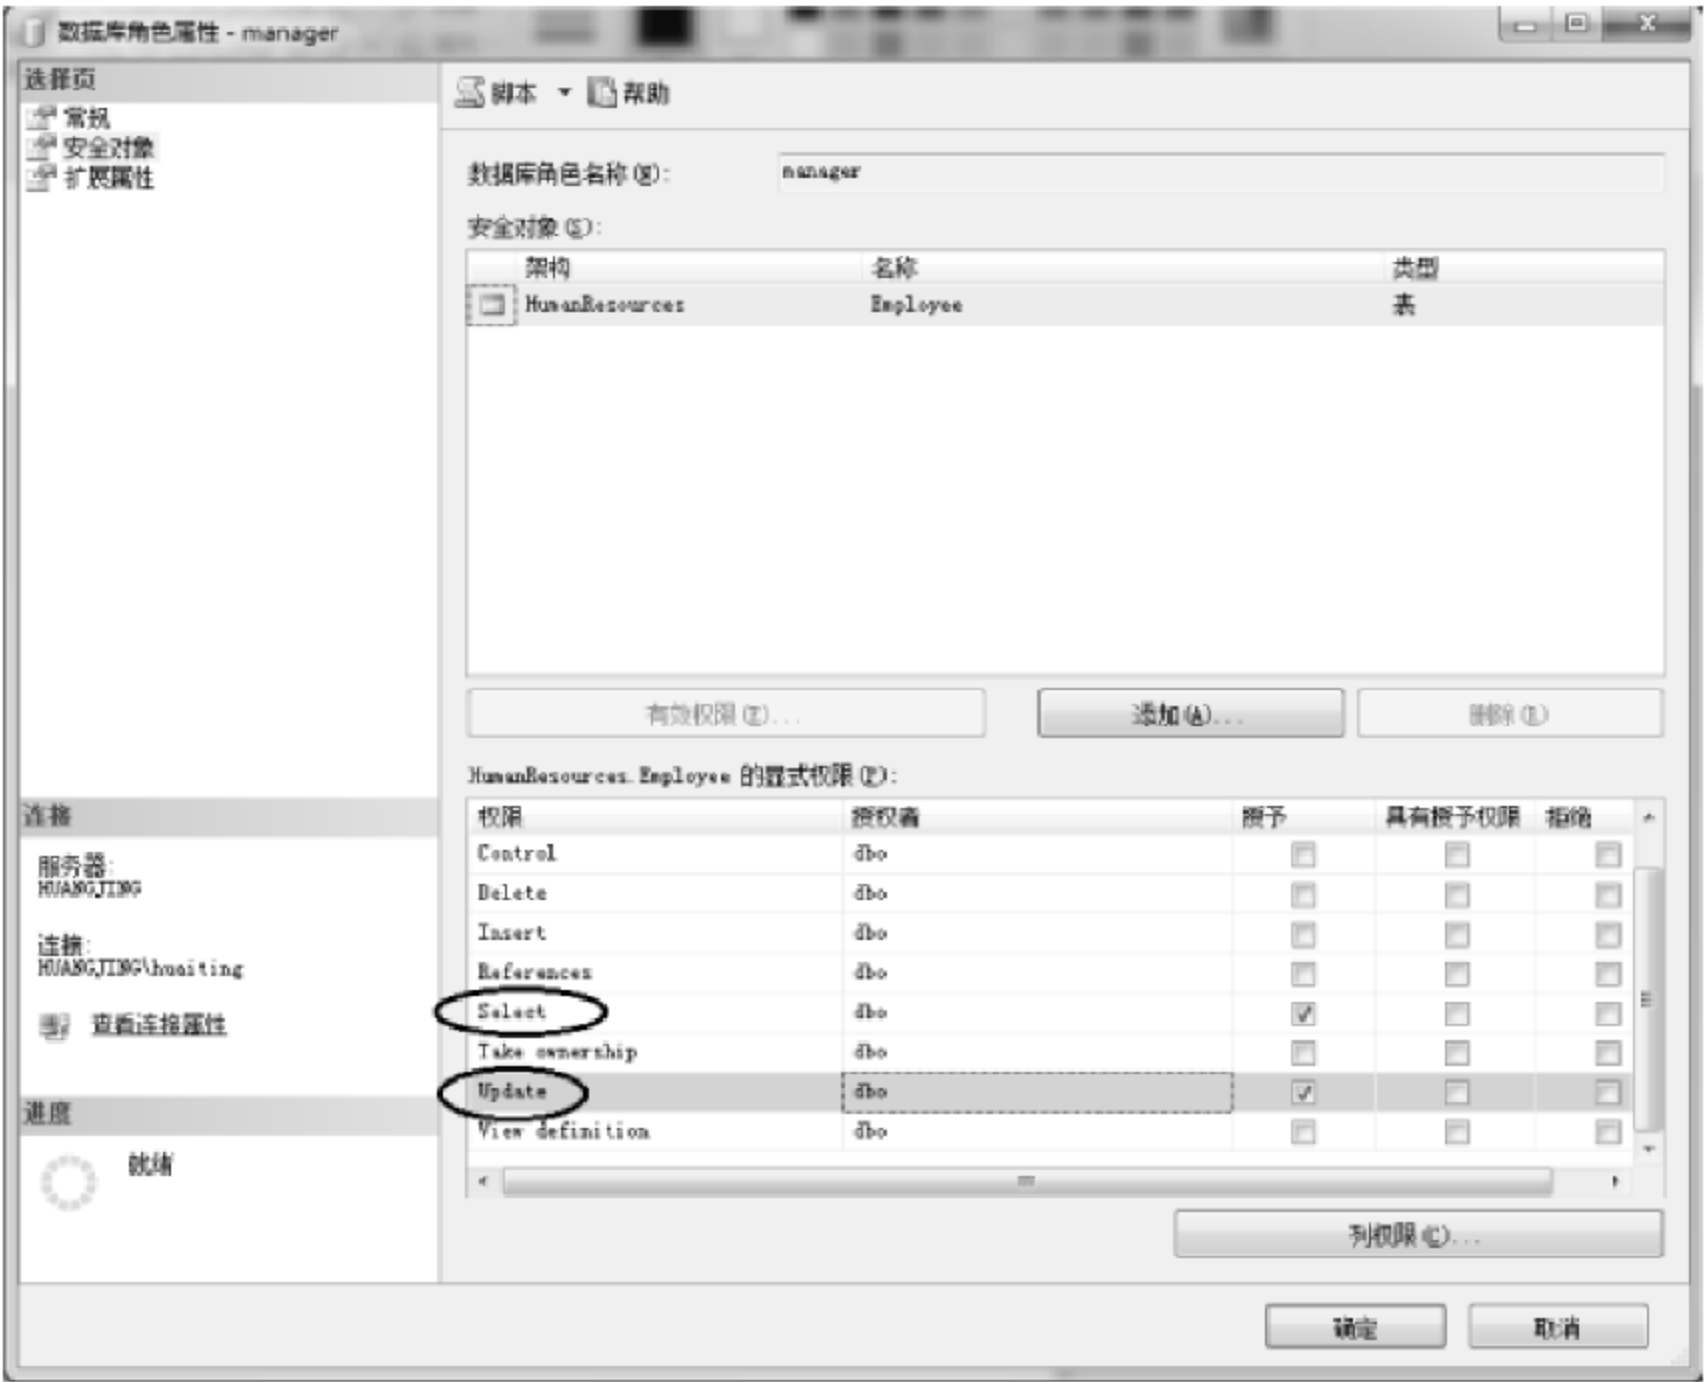 数据库角色属性 - manager
选择页
常规
安全对象
扩展属性
脚本 帮助
数据库角色名称(N): manager
安全对象(S):
架构 名称 类型
HumanResources Employee 表
有效权限(E)... 添加(A)... 删除(R)
HumanResources.Employee 的显式权限(P):
权限 授权者 授予 具有授予权限 拒绝
Control dbo
Delete dbo
Insert dbo
References dbo
Select dbo
Take ownership dbo
Update dbo
View definition dbo
列权限(C)...
连接
服务器:
HUANGJING
连接:
HUANGJING\huaiting
查看连接属性
进度
就绪
确定 取消